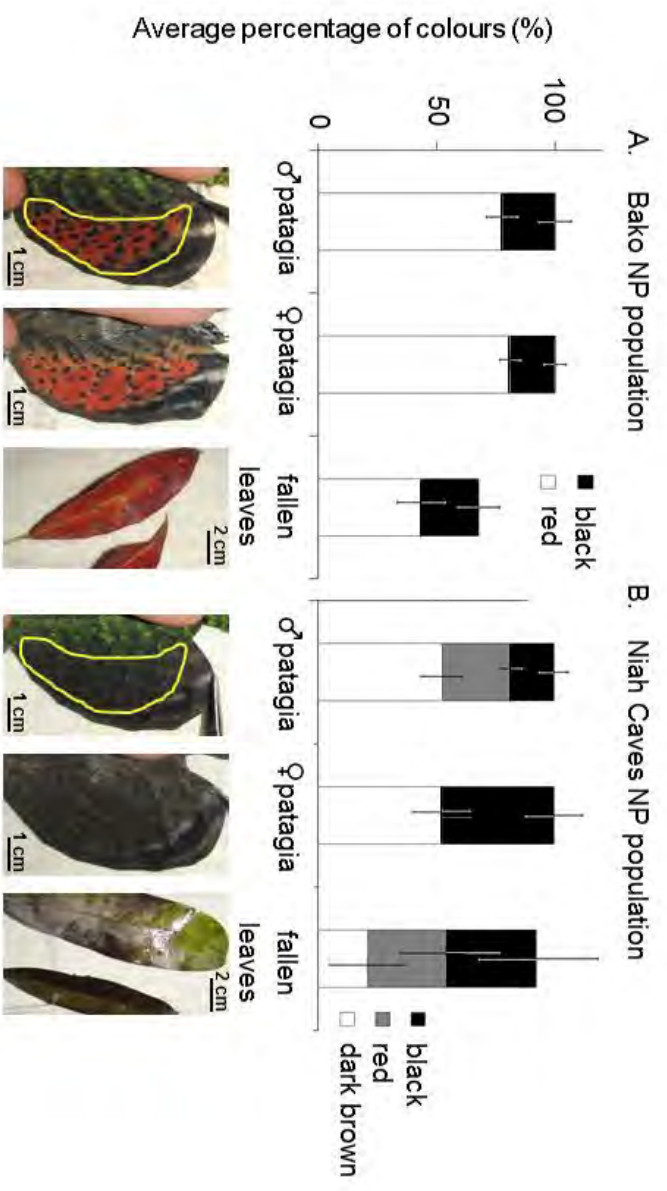 A. Bako NP population
B. Niah Caves NP population
Average percentage of colours (%)
100
50
0
black
red
black
red
dark brown
♂patagia
♀patagia
fallen
leaves
♂patagia
♀patagia
fallen
leaves
1 cm
1 cm
2 cm
1 cm
1 cm
2 cm